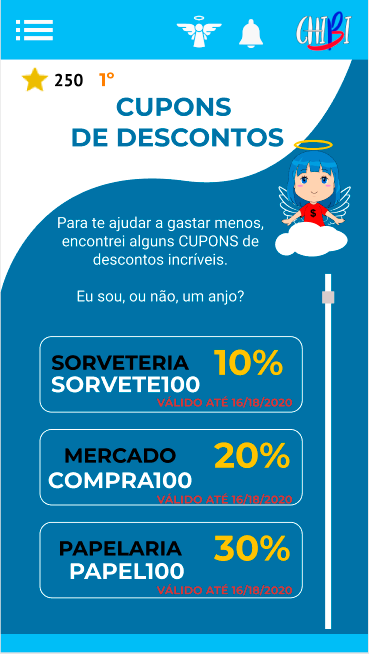 CHIBI
250 1º
CUPONS
DE DESCONTOS
$
Para te ajudar a gastar menos,
encontrei alguns CUPONS de
descontos incríveis.
Eu sou, ou não, um anjo?
SORVETERIA 10%
SORVETE100
VÁLIDO ATÉ 16/18/2020
MERCADO 20%
COMPRA100
VÁLIDO ATÉ 16/18/2020
PAPELARIA 30%
PAPEL100
VÁLIDO ATÉ 16/18/2020